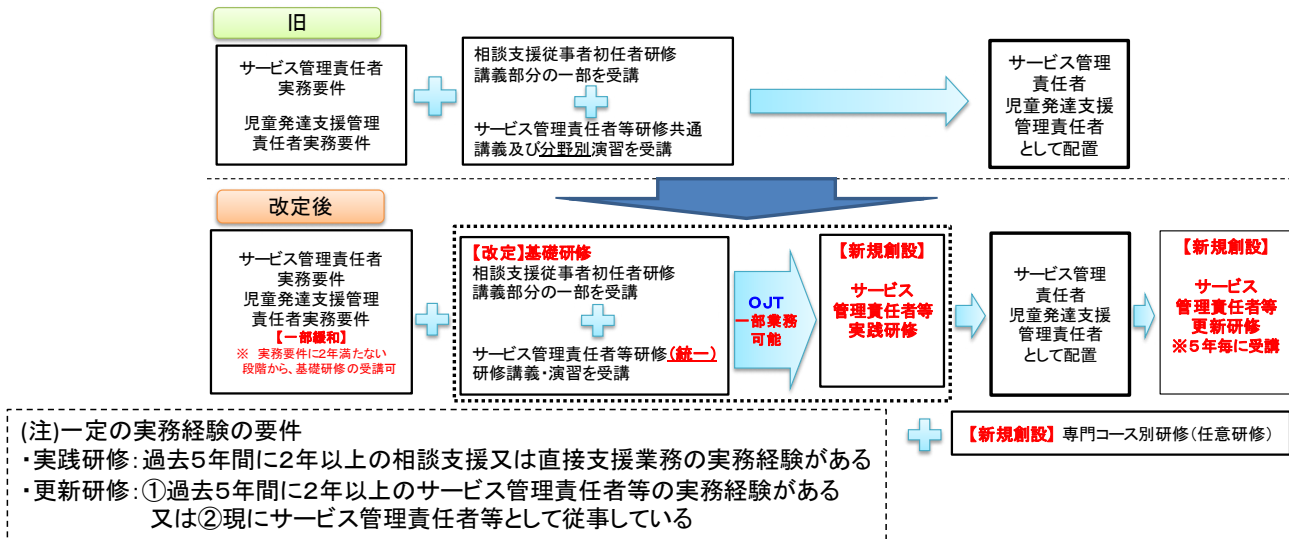 旧
サービス管理責任者
実務要件
児童発達支援管理
責任者実務要件
相談支援従事者初任者研修
講義部分の一部を受講
サービス管理責任者等研修共通
講義及び分野別演習を受講
サービス管理
責任者
児童発達支援
管理責任者
として配置
改定後
サービス管理責任者
実務要件
児童発達支援管理
責任者実務要件
【一部緩和】
※ 実務要件に2年満たない
段階から、基礎研修の受講可
【改定】基礎研修
相談支援従事者初任者研修
講義部分の一部を受講
サービス管理責任者等研修(統一)
研修講義・演習を受講
OJT
一部業務
可能
【新規創設】
サービス
管理責任者等
実践研修
サービス管理
責任者
児童発達支援
管理責任者
として配置
【新規創設】
サービス
管理責任者等
更新研修
※5年毎に受講
(注)一定の実務経験の要件
・実践研修:過去5年間に2年以上の相談支援又は直接支援業務の実務経験がある
・更新研修:①過去5年間に2年以上のサービス管理責任者等の実務経験がある
又は②現にサービス管理責任者等として従事している
【新規創設】 専門コース別研修(任意研修)